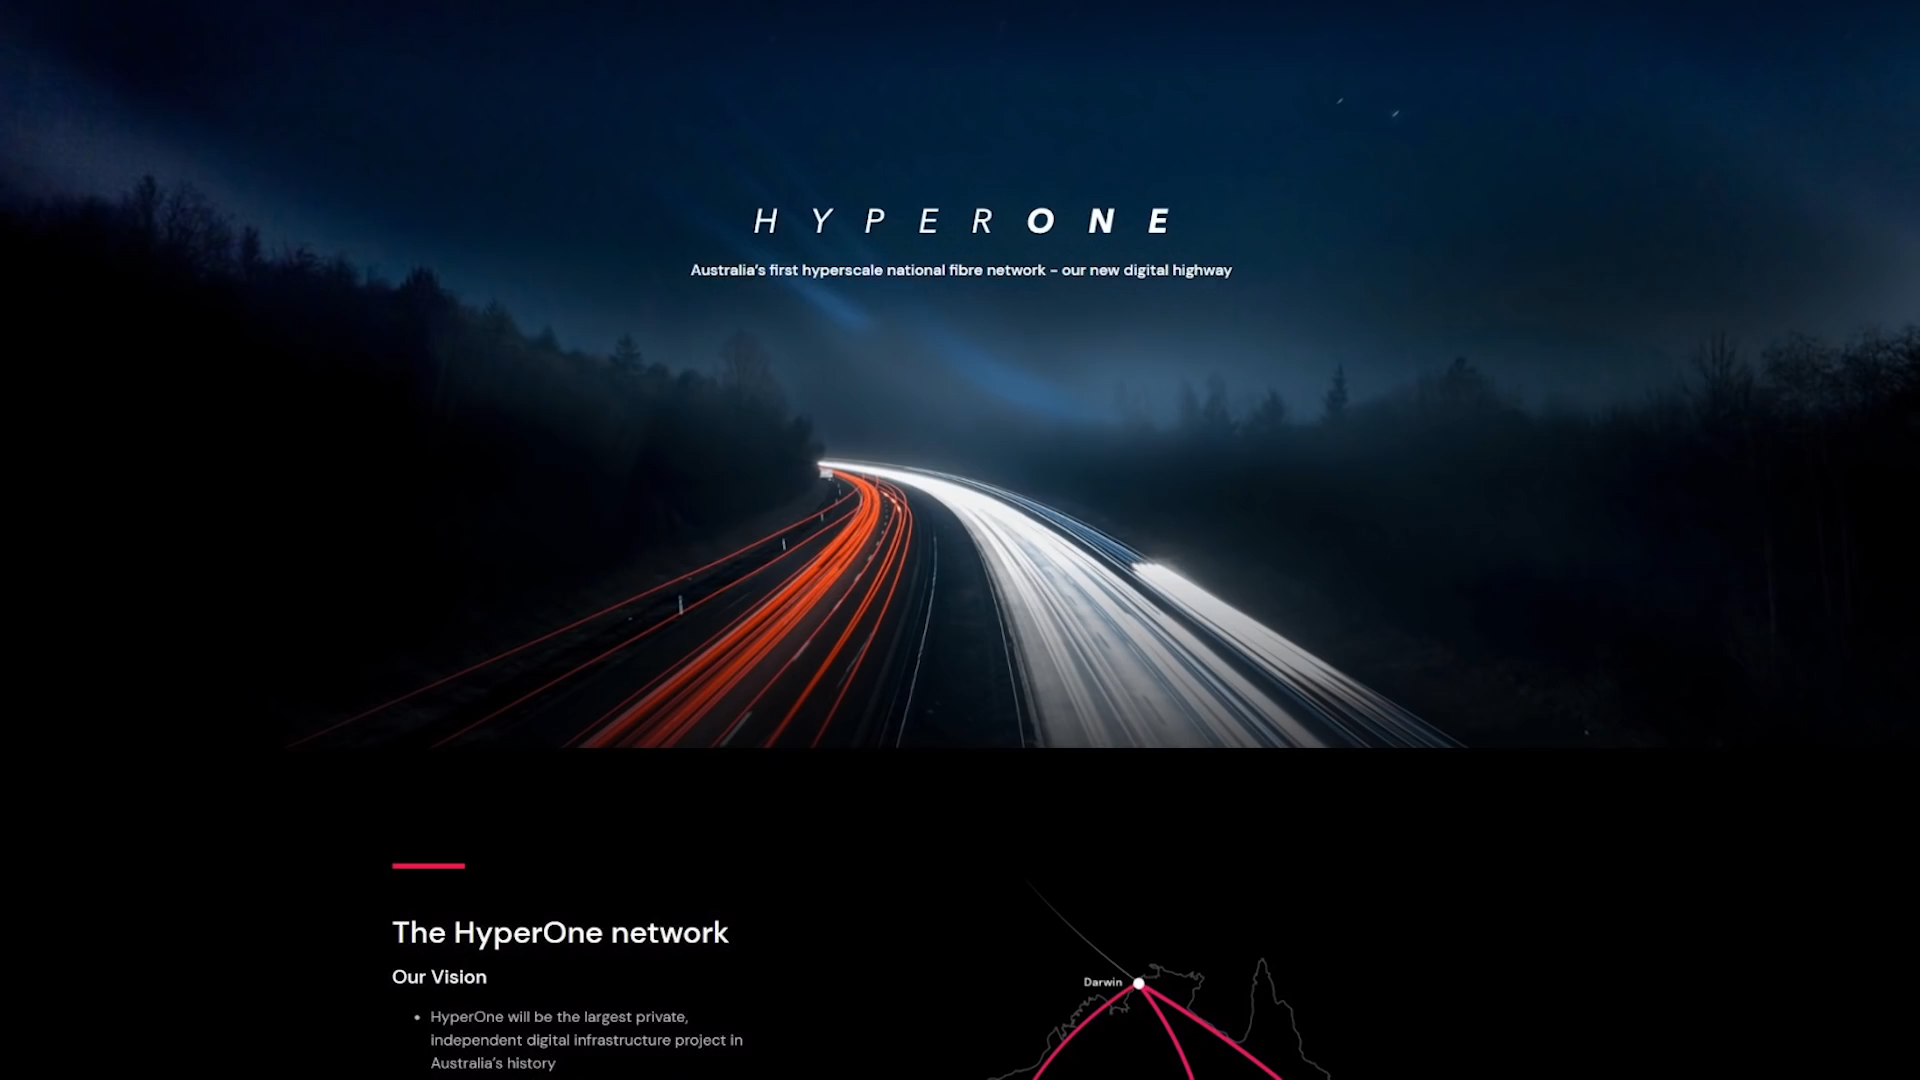 HYPERONE
Australia's first hyperscale national fibre network - our new digital highway
The HyperOne network
Our Vision
Darwin
• HyperOne will be the largest private,
independent digital infrastructure project in
Australia's history